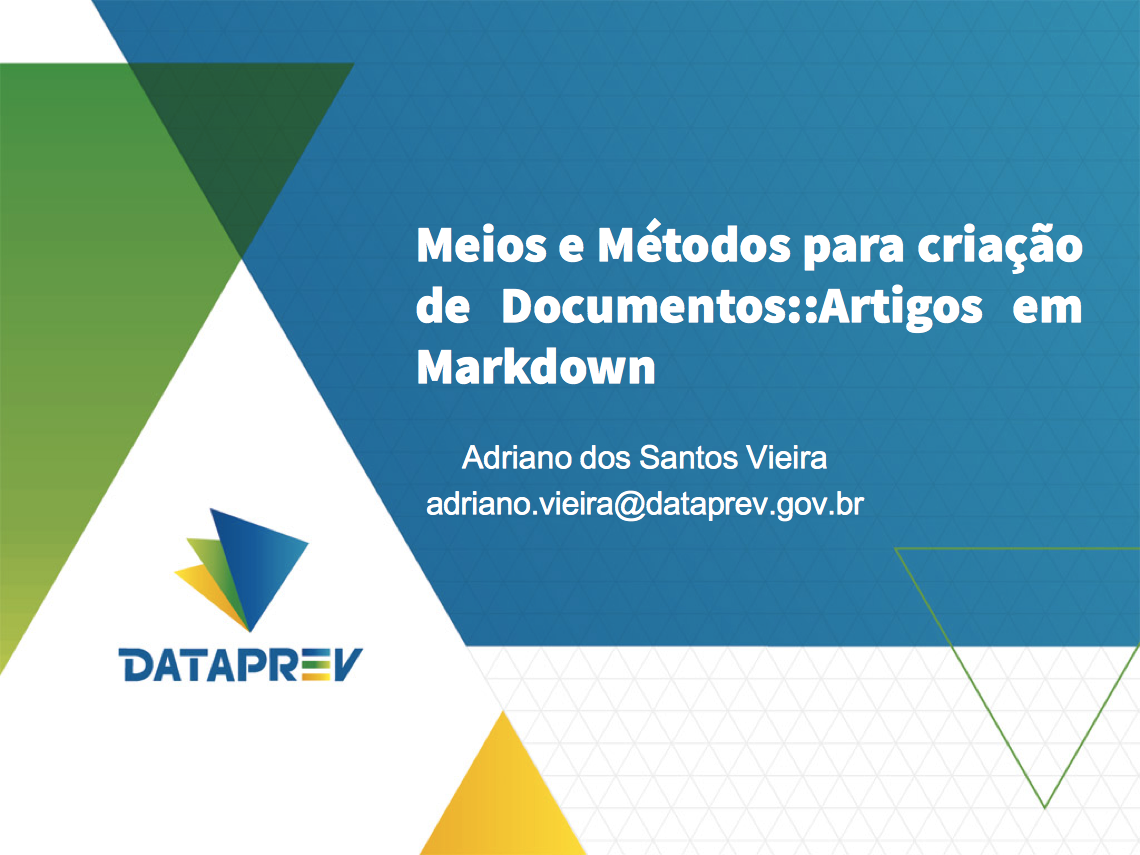 Meios e Métodos para criação
de Documentos::Artigos em
Markdown
Adriano dos Santos Vieira
adriano.vieira@dataprev.gov.br
DATAPREV